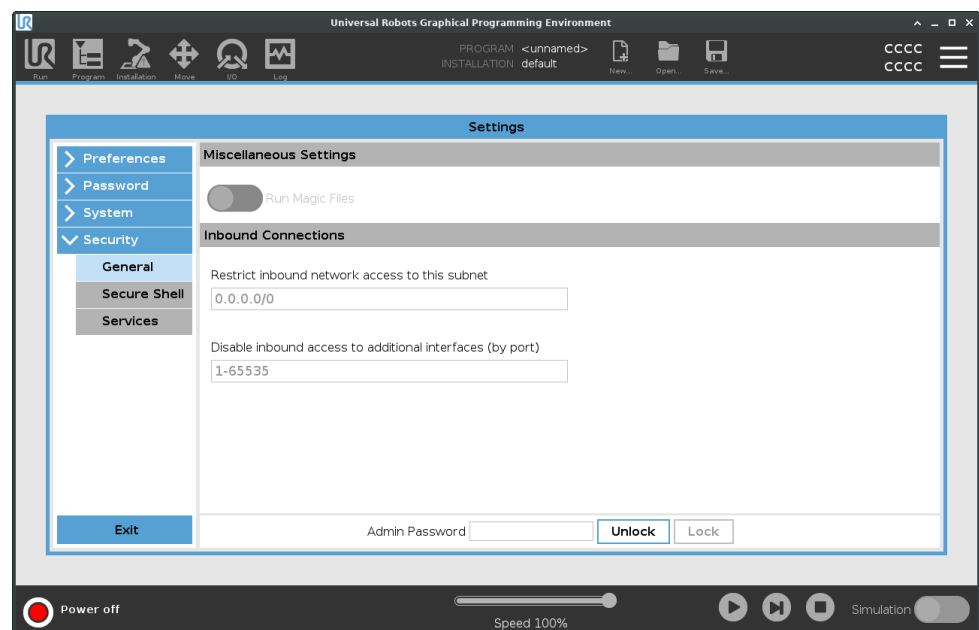 Universal Robots Graphical Programming Environment
UR
Run
Program
Installation
Move
I/O
Log
PROGRAM <unnamed>
INSTALLATION default
New...
Open...
Save...
CCCC
CCCC
Settings
Preferences
Password
System
Security
General
Secure Shell
Services
Exit
Miscellaneous Settings
Run Magic Files
Inbound Connections
Restrict inbound network access to this subnet
0.0.0.0/0
Disable inbound access to additional interfaces (by port)
1-65535
Admin Password
Unlock
Lock
Power off
Speed 100%
Simulation